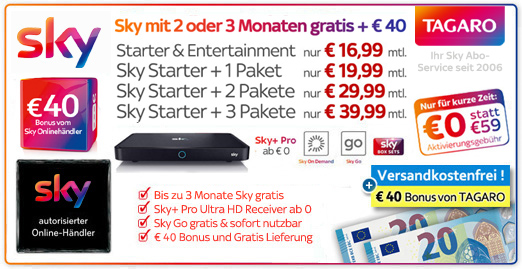 sky
Sky mit 2 oder 3 Monaten gratis + € 40
TAGARO
Ihr Sky Abo-
Service seit 2006
Starter & Entertainment nur € 16,99 mtl.
Sky Starter + 1 Paket nur € 19,99 mtl.
Sky Starter + 2 Pakete nur € 29,99 mtl.
Sky Starter + 3 Pakete nur € 39,99 mtl.
€40
Bonus vom
Sky Onlinehändler
Nur für kurze Zeit:
€0 statt €59
Aktivierungsgebühr
sky
Sky+ Pro
ab € 0
Sky On Demand
go
Sky Go
sky
BOX SETS
sky
autorisierter
Online-Händler
Bis zu 3 Monate Sky gratis
Sky+ Pro Ultra HD Receiver ab 0
Sky Go gratis & sofort nutzbar
€ 40 Bonus und Gratis Lieferung
Versandkostenfrei !
+
€ 40 Bonus von TAGARO
20
20